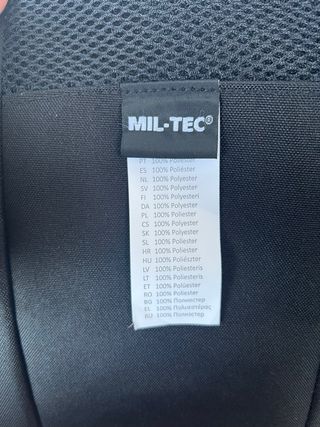 MIL-TEC®
PT 100% Poliéster
ES 100% Poliéster
NL 100% Polyester
SV 100% Polyester
FI 100% Polyesteri
DA 100% Polyester
PL 100% Poliester
CS 100% Polyester
SK 100% Polyester
SL 100% Poliester
HR 100% Poliester
HU 100% Poliészter
LV 100% Poliesteris
LT 100% Poliesteris
ET 100% Polüester
RO 100% Poliester
BG 100% Полиестер
EL 100% Πολυεστέρας
RU 100% Полиэстер